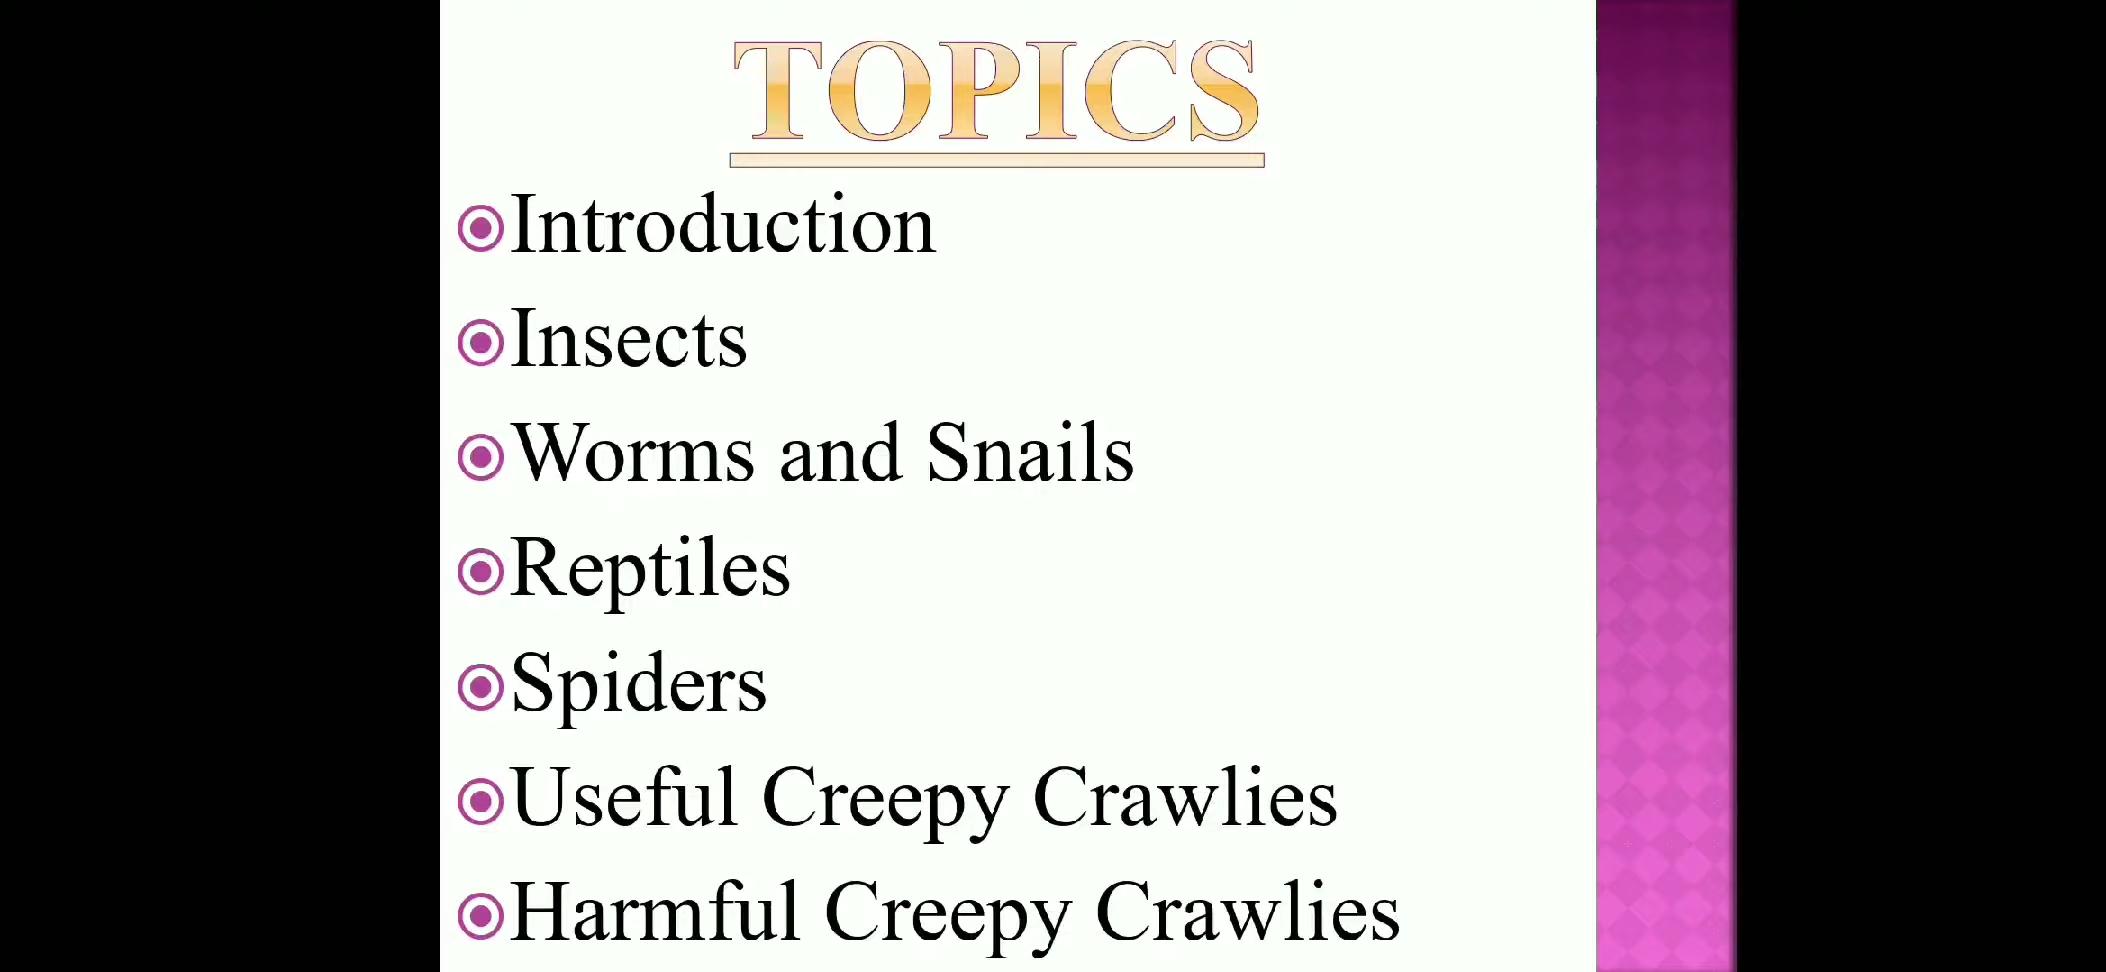 TOPICS
Introduction
Insects
Worms and Snails
Reptiles
Spiders
Useful Creepy Crawlies
Harmful Creepy Crawlies